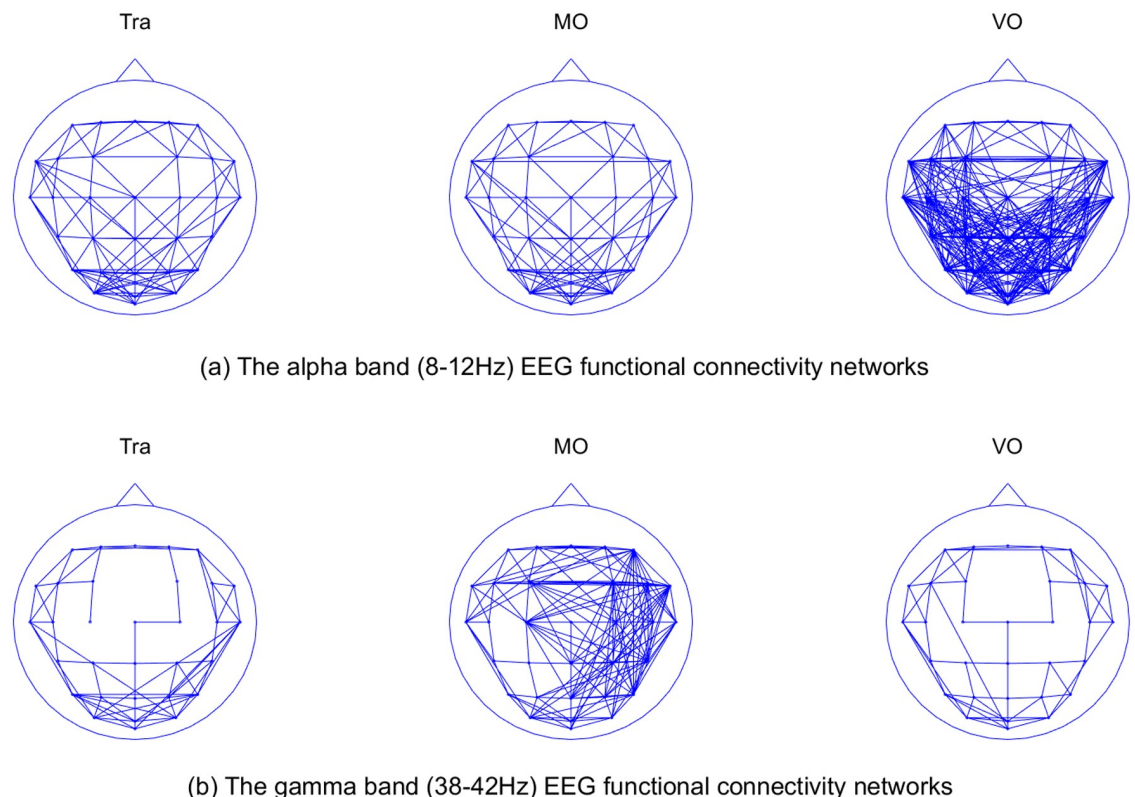 Tra MO VO
(a) The alpha band (8-12Hz) EEG functional connectivity networks
Tra MO VO
(b) The gamma band (38-42Hz) EEG functional connectivity networks